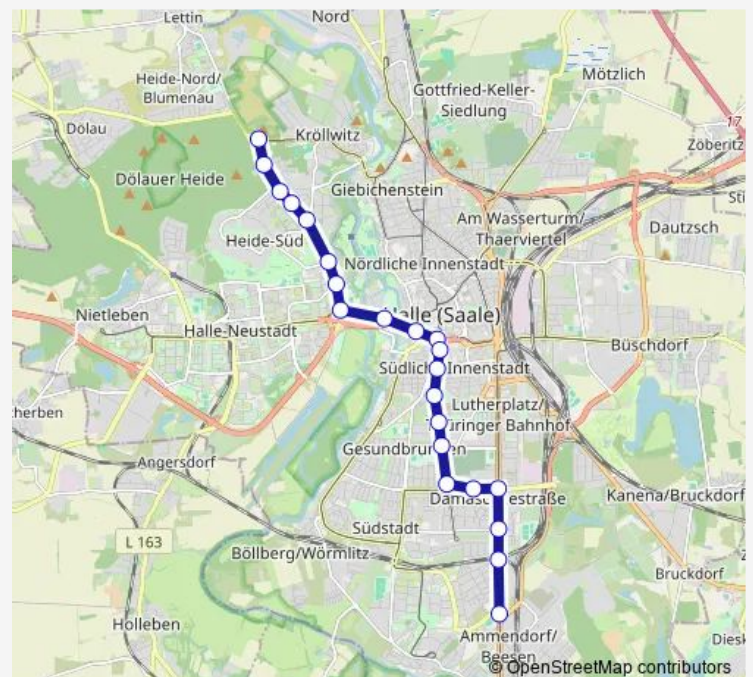 Lettin
Nord
Heide-Nord/
Blumenau
Gottfried-Keller-
Siedlung
Mötzlich
Dölau
Kröllwitz
17
Zöberitz
Dölauer Heide
Giebichenstein
Am Wasserturm/
Thaerviertel
Dautzsch
Heide-Süd
Nördliche Innenstadt
Nietleben
Halle (Saale)
Halle-Neustadt
Büschdorf
Südliche Innenstadt
Lutherplatz/
Thüringer Bahnhof
Gesundbrunnen
Angersdorf
Damaschkestraße
Kanena/Bruckdorf
Südstadt
L 163
Böllberg/Wörmlitz
Bruckdorf
Holleben
Ammendorf/
Beesen
© OpenStreetMap contributors